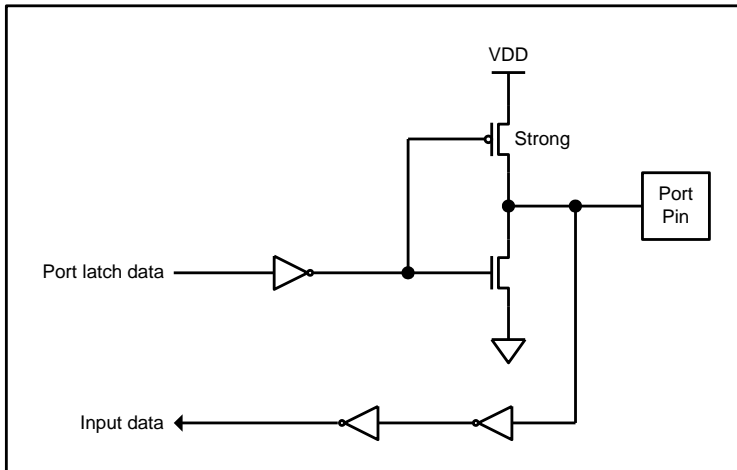 VDD
Strong
Port
Pin
Port latch data
Input data